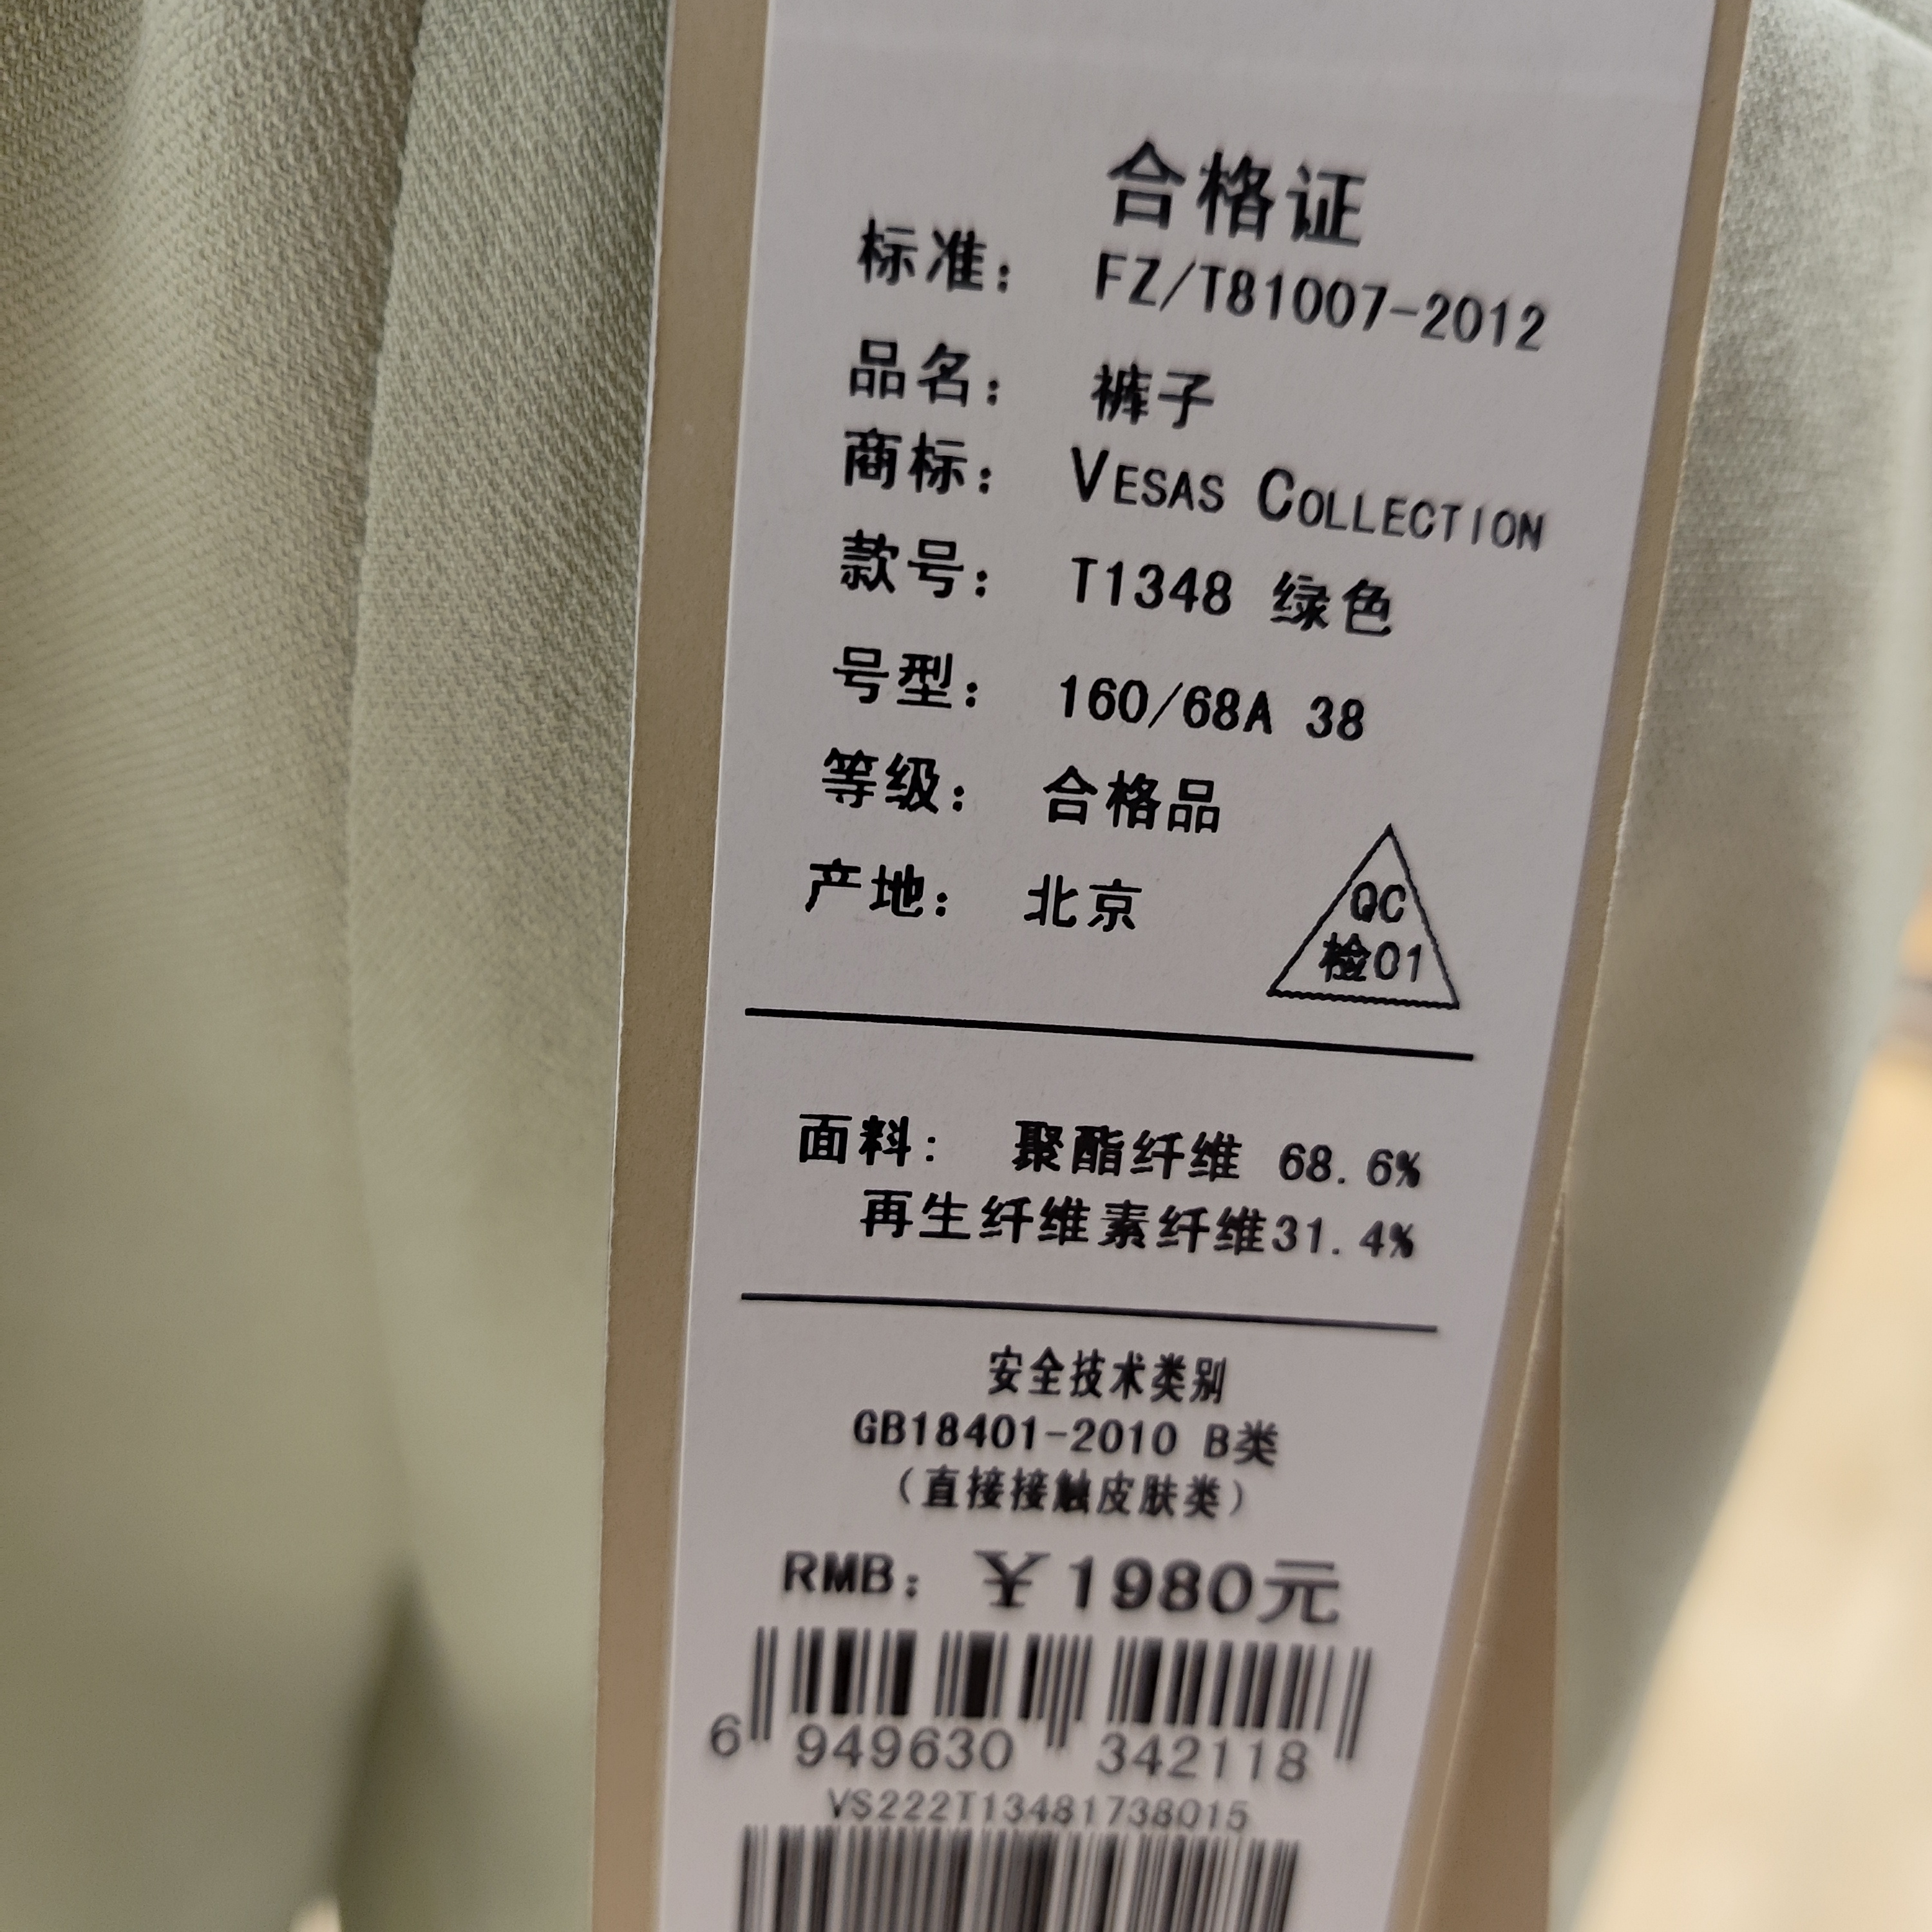 合格证
标准: FZ/T81007-2012
品名: 裤子
商标: VESAS COLLECTION
款号: T1348 绿色
号型: 160/68A 38
等级: 合格品
产地: 北京
QC
检01
面料: 聚酯纤维 68.6%
再生纤维素纤维31.4%
安全技术类别
GB18401-2010 B类
(直接接触皮肤类)
RMB: ￥1980元
6 949630 342118
VS222T13481738015